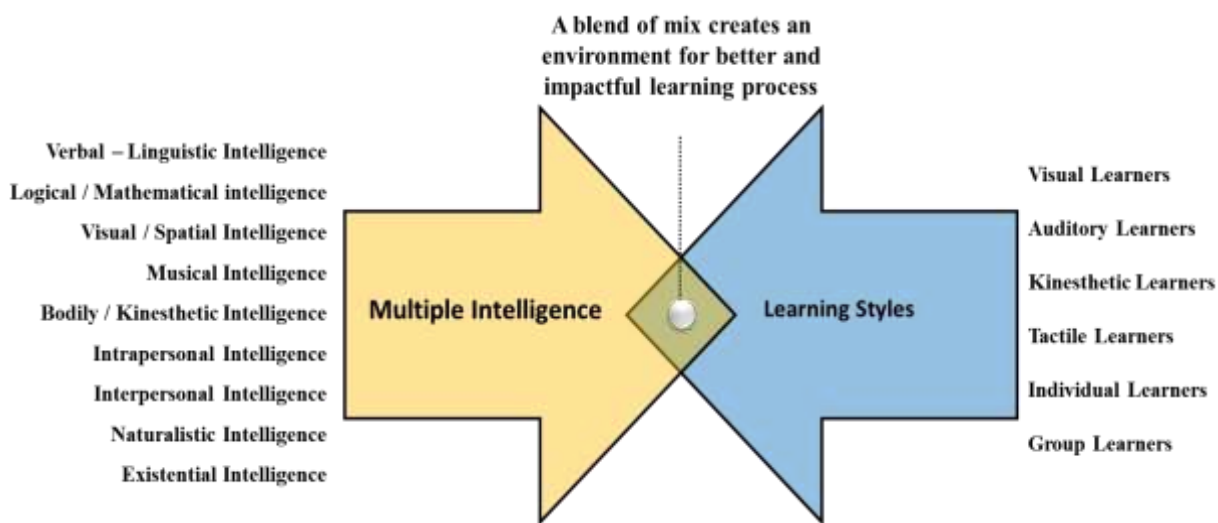 A blend of mix creates an
environment for better and
impactful learning process
Verbal – Linguistic Intelligence
Logical / Mathematical intelligence
Visual / Spatial Intelligence
Musical Intelligence
Bodily / Kinesthetic Intelligence
Intrapersonal Intelligence
Interpersonal Intelligence
Naturalistic Intelligence
Existential Intelligence
Multiple Intelligence
Learning Styles
Visual Learners
Auditory Learners
Kinesthetic Learners
Tactile Learners
Individual Learners
Group Learners